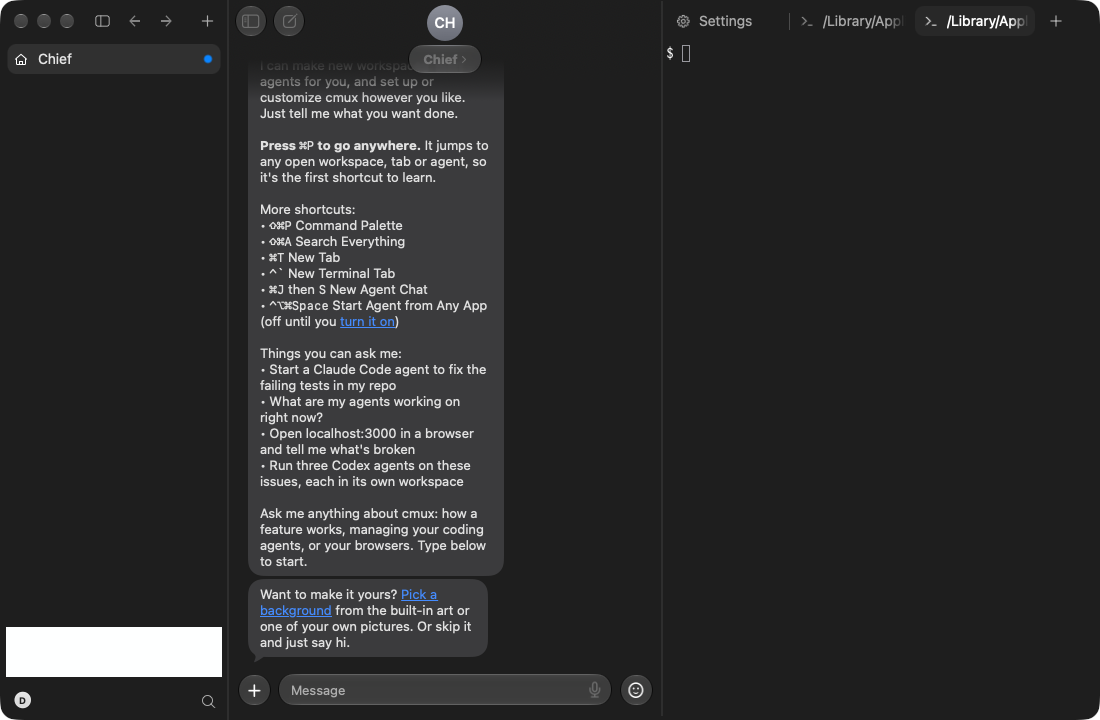 Chief
D
CH
Chief ›
I can make new workspac
agents for you, and set up or
customize cmux however you like.
Just tell me what you want done.
Press ⌘P to go anywhere. It jumps to
any open workspace, tab or agent, so
it's the first shortcut to learn.
More shortcuts:
• ⇧⌘P Command Palette
• ⇧⌘A Search Everything
• ⌘T New Tab
• ^` New Terminal Tab
• ⌘J then S New Agent Chat
• ^⌥⌘Space Start Agent from Any App
(off until you turn it on)
Things you can ask me:
• Start a Claude Code agent to fix the
failing tests in my repo
• What are my agents working on
right now?
• Open localhost:3000 in a browser
and tell me what's broken
• Run three Codex agents on these
issues, each in its own workspace
Ask me anything about cmux: how a
feature works, managing your coding
agents, or your browsers. Type below
to start.
Want to make it yours? Pick a
background from the built-in art or
one of your own pictures. Or skip it
and just say hi.
Message
Settings
/Library/Appl
/Library/Appl
$